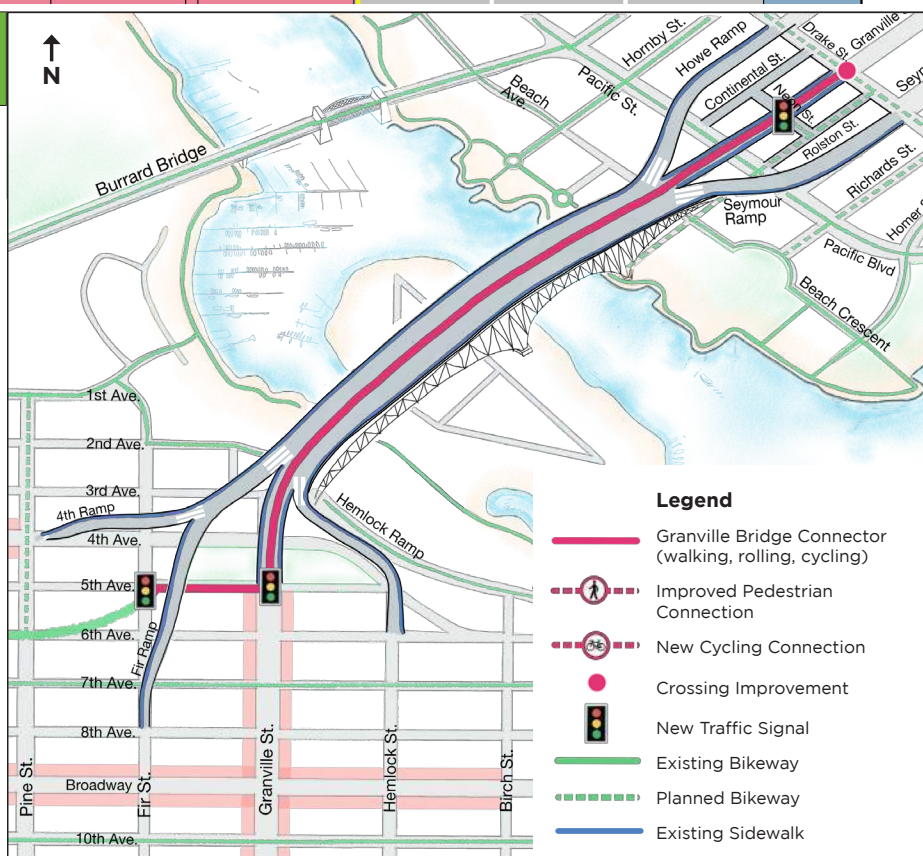 N
Burrard Bridge
Beach
Ave.
Pacific St.
Hornby St.
Howe Ramp
Continental St.
Drake St.
Granville
Seymour
Ramp
Rolston St.
Richards St.
Homer
Pacific Blvd
Beach Crescent
1st Ave.
2nd Ave.
3rd Ave.
4th Ramp
4th Ave.
5th Ave.
6th Ave.
Fir Ramp
7th Ave.
8th Ave.
Broadway
10th Ave.
Hemlock Ramp
Pine St.
Fir St.
Granville St.
Hemlock St.
Birch St.
Legend
Granville Bridge Connector
(walking, rolling, cycling)
Improved Pedestrian
Connection
New Cycling Connection
Crossing Improvement
New Traffic Signal
Existing Bikeway
Planned Bikeway
Existing Sidewalk